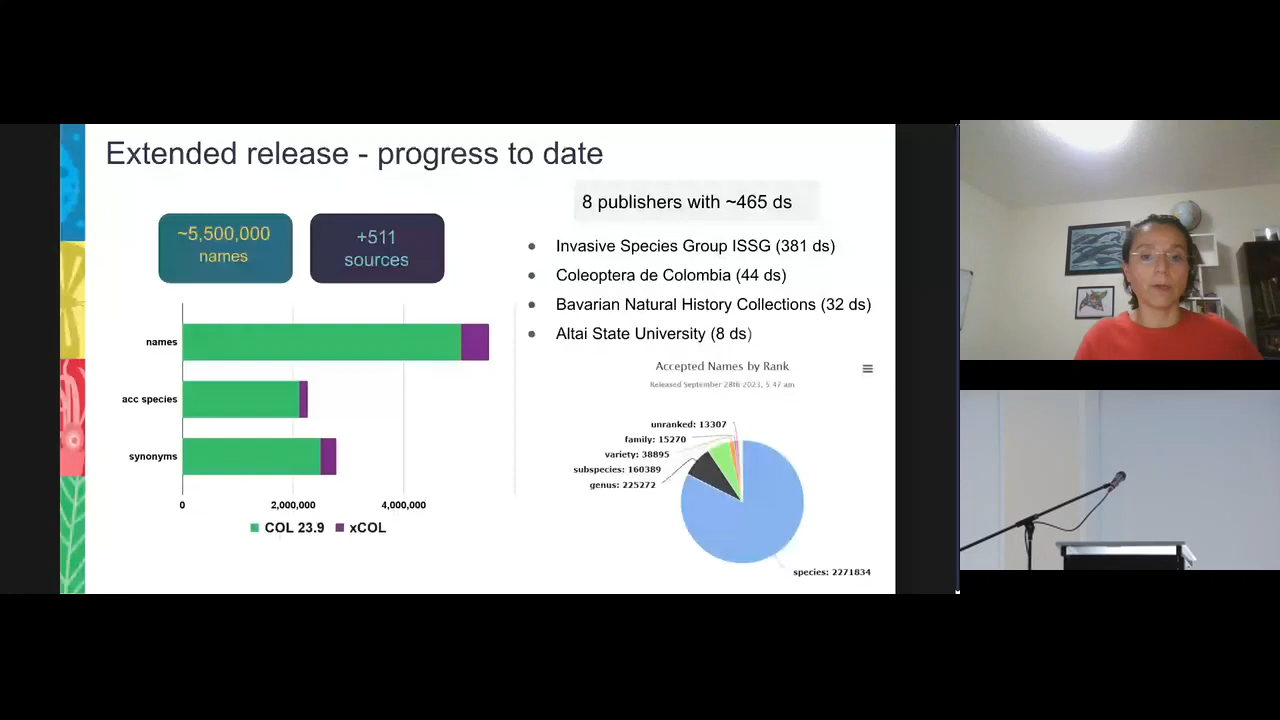 Extended release - progress to date
~5,500,000
names
+511
sources
8 publishers with ~465 ds
Invasive Species Group ISSG (381 ds)
Coleoptera de Colombia (44 ds)
Bavarian Natural History Collections (32 ds)
Altai State University (8 ds)
names
acc species
synonyms
0
2,000,000
4,000,000
COL 23.9
xCOL
Accepted Names by Rank
Released September 28th 2023, 5:47 am
unranked: 13307
family: 15270
variety: 38895
subspecies: 160389
genus: 225272
species: 2271834